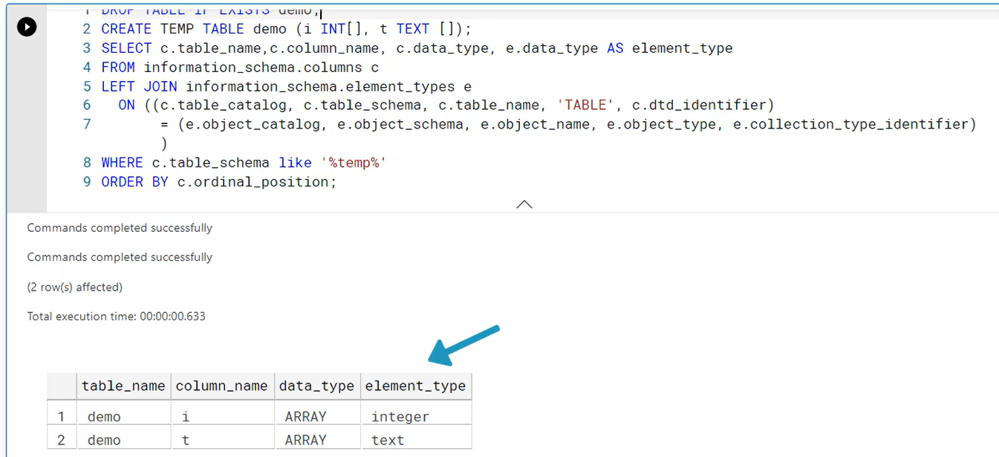 1 DROP TABLE IF EXISTS demo;
2 CREATE TEMP TABLE demo (i INT[], t TEXT []);
3 SELECT c.table_name,c.column_name, c.data_type, e.data_type AS element_type
4 FROM information_schema.columns c
5 LEFT JOIN information_schema.element_types e
6 ON ((c.table_catalog, c.table_schema, c.table_name, 'TABLE', c.dtd_identifier)
7 = (e.object_catalog, e.object_schema, e.object_name, e.object_type, e.collection_type_identifier)
)
8 WHERE c.table_schema like '%temp%'
9 ORDER BY c.ordinal_position;
Commands completed successfully
Commands completed successfully
(2 row(s) affected)
Total execution time: 00:00:00.633
table_name column_name data_type element_type
1 demo i ARRAY integer
2 demo t ARRAY text